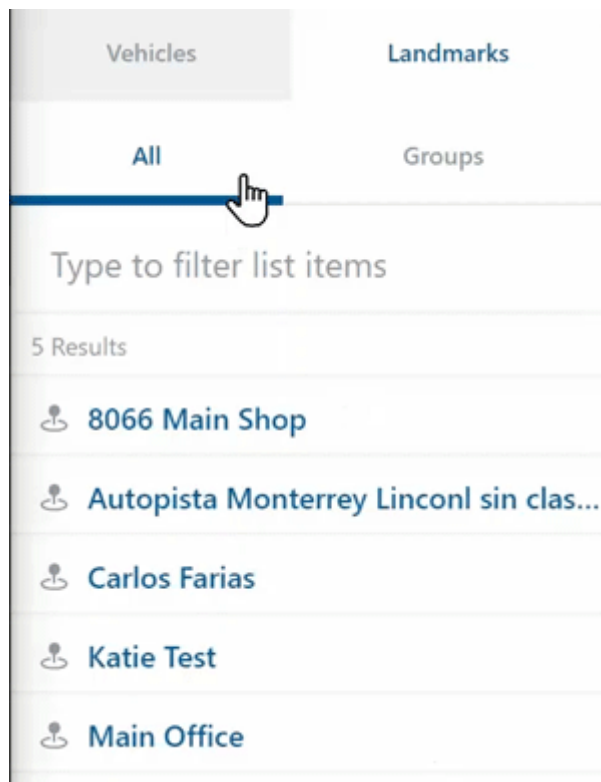 Vehicles Landmarks
All Groups
Type to filter list items
5 Results
8066 Main Shop
Autopista Monterrey Linconl sin clas...
Carlos Farias
Katie Test
Main Office